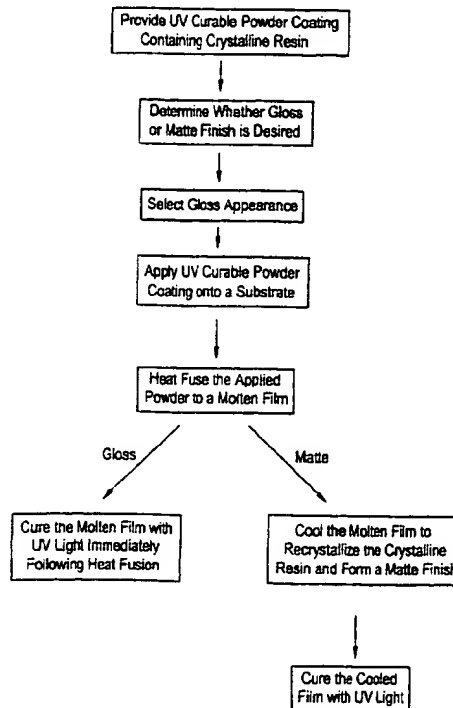 Provide UV Curable Powder Coating
Containing Crystalline Resin
Determine Whether Gloss
or Matte Finish is Desired
Select Gloss Appearance
Apply UV Curable Powder
Coating onto a Substrate
Heat Fuse the Applied
Powder to a Molten Film
Gloss
Matte
Cure the Molten Film with
UV Light Immediately
Following Heat Fusion
Cool the Molten Film to
Recrystallize the Crystalline
Resin and Form a Matte Finish
Cure the Cooled
Film with UV Light